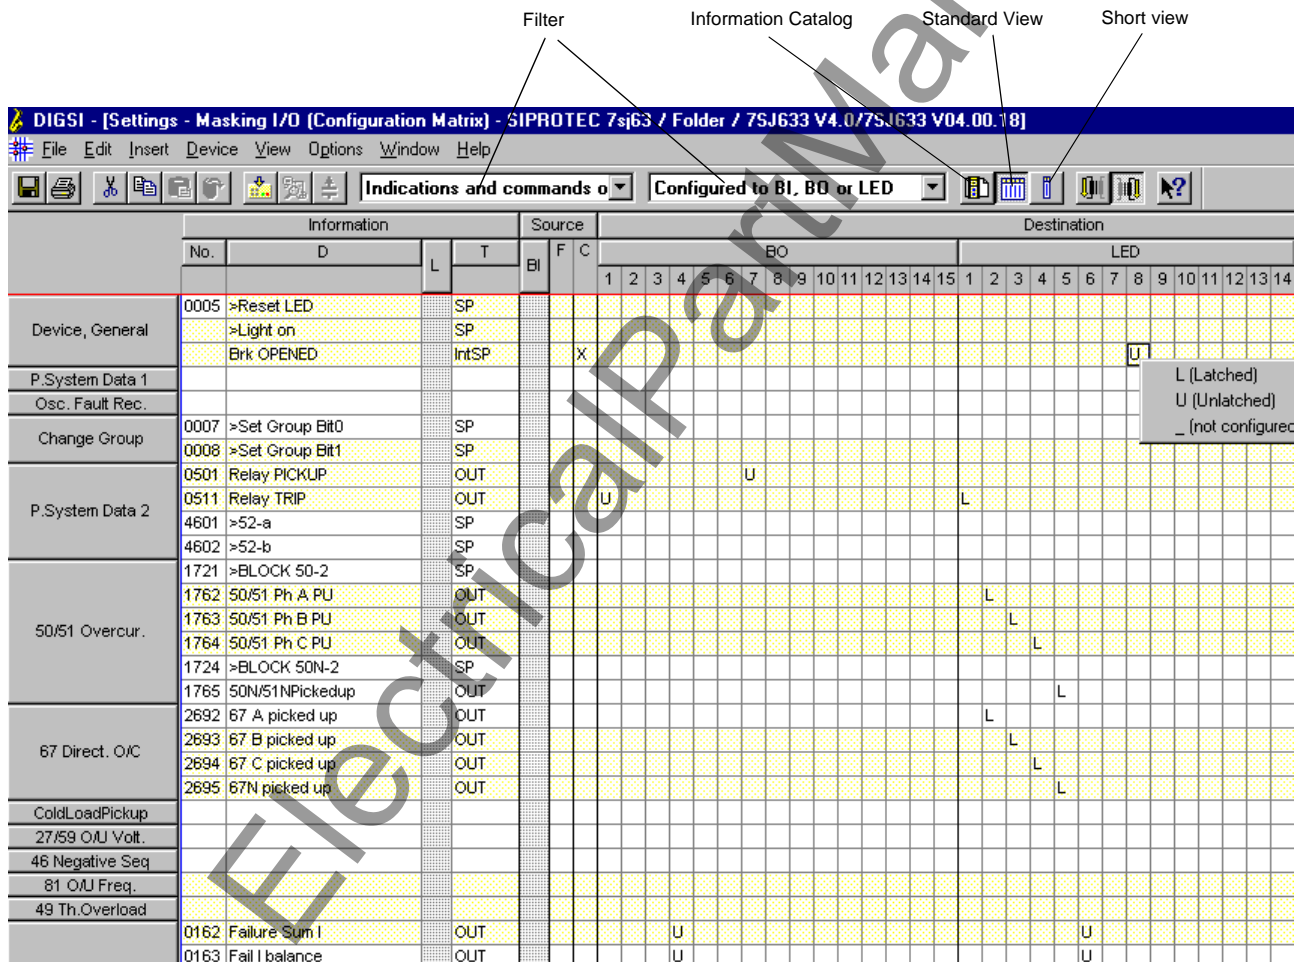 Filter Information Catalog Standard View Short view
DIGSI - [Settings - Masking I/O (Configuration Matrix) - SIPROTEC 7sj63 / Folder / 7SJ633 V4.0/7SJ633 V04.00.18]
File Edit Insert Device View Options Window Help
Indications and commands o Configured to BI, BO or LED
Information Source Destination
No. D L T BI F C BO LED
1 2 3 4 5 6 7 8 9 10 11 12 13 14 15 1 2 3 4 5 6 7 8 9 10 11 12 13 14
Device, General
0005 >Reset LED SP
>Light on SP
Brk OPENED IntSP X U
L (Latched)
U (Unlatched)
_ (not configured
P.System Data 1
Osc. Fault Rec.
Change Group
0007 >Set Group Bit0 SP
0008 >Set Group Bit1 SP
P.System Data 2
0501 Relay PICKUP OUT U
0511 Relay TRIP OUT U L
4601 >52-a SP
4602 >52-b SP
50/51 Overcur.
1721 >BLOCK 50-2 SP
1762 50/51 Ph A PU OUT L
1763 50/51 Ph B PU OUT L
1764 50/51 Ph C PU OUT L
1724 >BLOCK 50N-2 SP
1765 50N/51NPickedup OUT L
67 Direct. O/C
2692 67 A picked up OUT L
2693 67 B picked up OUT L
2694 67 C picked up OUT L
2695 67N picked up OUT L
ColdLoadPickup
27/59 O/U Volt.
46 Negative Seq
81 O/U Freq.
49 Th.Overload
0162 Failure Sum I OUT U U
0163 Fail I balance OUT U U
ElectricalPartMa